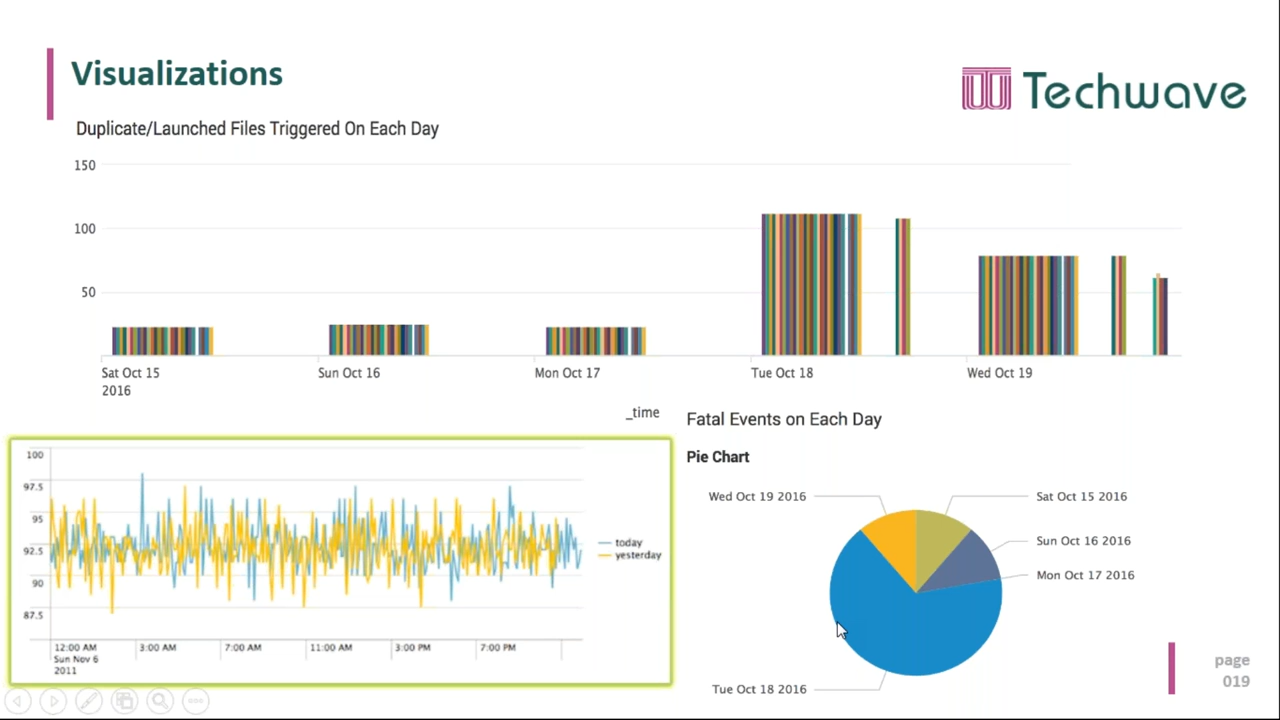 Visualizations
Techwave
Duplicate/Launched Files Triggered On Each Day
150
100
50
Sat Oct 15
2016
Sun Oct 16
Mon Oct 17
Tue Oct 18
Wed Oct 19
_time
100
97.5
95
92.5
90
87.5
12:00 AM
Sun Nov 6
2011
3:00 AM
7:00 AM
11:00 AM
3:00 PM
7:00 PM
today
yesterday
Fatal Events on Each Day
Pie Chart
Wed Oct 19 2016
Sat Oct 15 2016
Sun Oct 16 2016
Mon Oct 17 2016
Tue Oct 18 2016
page
019